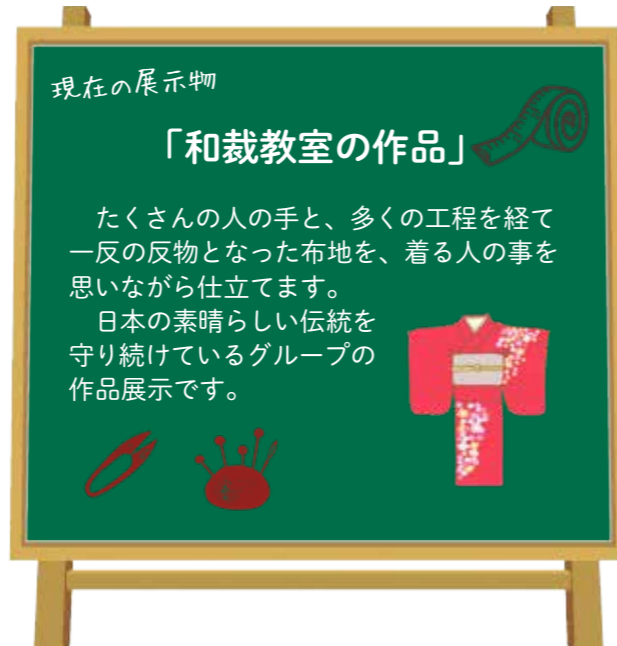 現在の展示物
「和裁教室の作品」
　たくさんの人の手と、多くの工程を経て
一反の反物となった布地を、着る人の事を
思いながら仕立てます。
　日本の素晴らしい伝統を
守り続けているグループの
作品展示です。